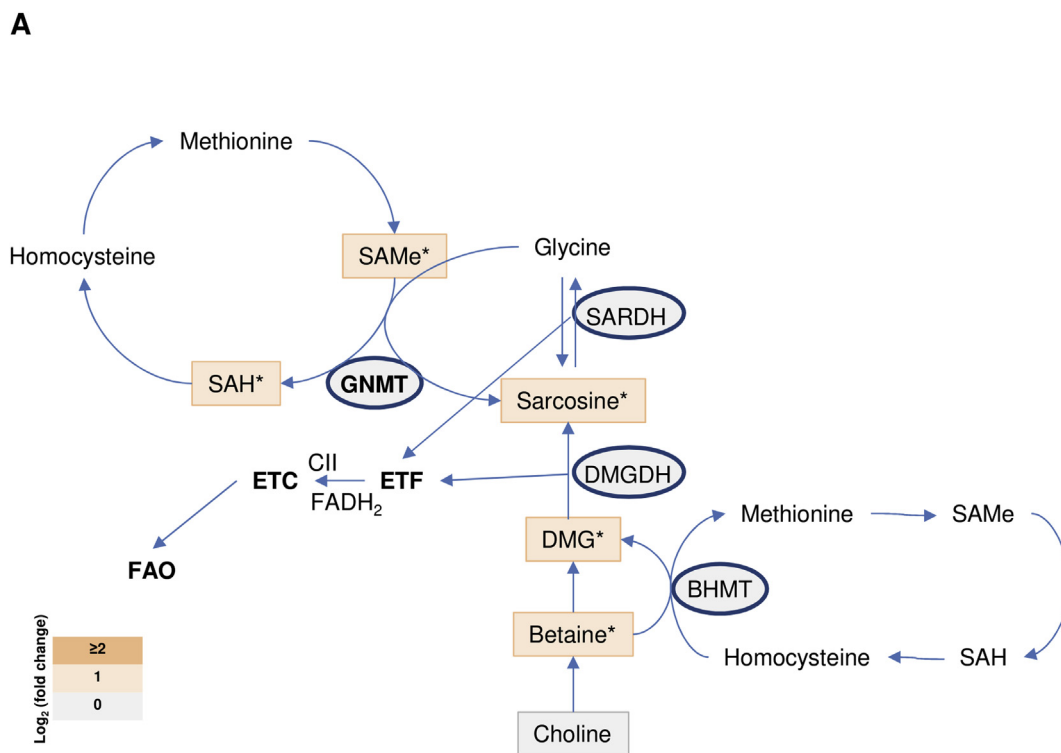 A
Methionine
Homocysteine
SAMe*
Glycine
SARDH
SAH*
GNMT
Sarcosine*
ETC
CII
FADH₂
ETF
DMGDH
FAO
DMG*
Methionine
SAMe
BHMT
Betaine*
Homocysteine
SAH
Choline
Log₂ (fold change)
≥2
1
0